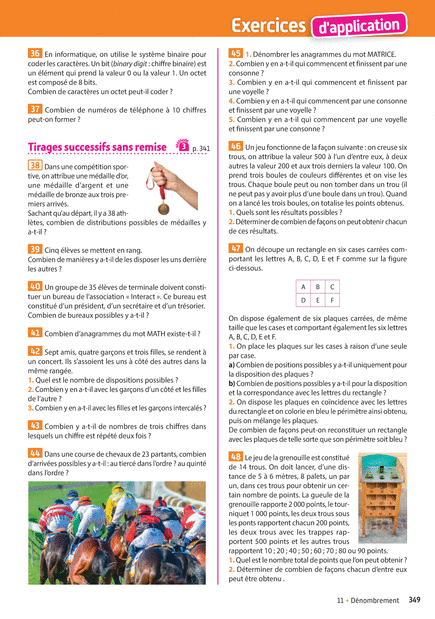 Exercices d'application
36 En informatique, on utilise le système binaire pour
coder les caractères. Un bit (binary digit : chiffre binaire) est
un élément qui prend la valeur 0 ou la valeur 1. Un octet
est composé de 8 bits.
Combien de caractères un octet peut-il coder ?
37 Combien de numéros de téléphone à 10 chiffres
peut-on former ?
Tirages successifs sans remise 3 p. 341
38 Dans une compétition spor-
tive, on attribue une médaille d'or,
une médaille d'argent et une
médaille de bronze aux trois pre-
miers arrivés.
Sachant qu'au départ, il y a 38 ath-
lètes, combien de distributions possibles de médailles y
a-t-il ?
39 Cinq élèves se mettent en rang.
Combien de manières y a-t-il de les disposer les uns derrière
les autres ?
40 Un groupe de 35 élèves de terminale doivent consti-
tuer un bureau de l'association « Interact ». Ce bureau est
constitué d'un président, d'un secrétaire et d'un trésorier.
Combien de bureaux possibles y a-t-il ?
41 Combien d'anagrammes du mot MATH existe-t-il ?
42 Sept amis, quatre garçons et trois filles, se rendent à
un concert. Ils s'assoient les uns à côté des autres dans la
même rangée.
1. Quel est le nombre de dispositions possibles ?
2. Combien y en a-t-il avec les garçons d'un côté et les filles
de l'autre ?
3. Combien y en a-t-il avec les filles et les garçons intercalés ?
43 Combien y a-t-il de nombres de trois chiffres dans
lesquels un chiffre est répété deux fois ?
44 Dans une course de chevaux de 23 partants, combien
d'arrivées possibles y a-t-il : au tiercé dans l'ordre ? au quinté
dans l'ordre ?
45 1. Dénombrer les anagrammes du mot MATRICE.
2. Combien y en a-t-il qui commencent et finissent par une
consonne ?
3. Combien y en a-t-il qui commencent et finissent par
une voyelle ?
4. Combien y en a-t-il qui commencent par une consonne
et finissent par une voyelle ?
5. Combien y en a-t-il qui commencent par une voyelle
et finissent par une consonne ?
46 Un jeu fonctionne de la façon suivante : on creuse six
trous, on attribue la valeur 500 à l'un d'entre eux, à deux
autres la valeur 200 et aux trois derniers la valeur 100. On
prend trois boules de couleurs différentes et on vise les
trous. Chaque boule peut ou non tomber dans un trou (il
ne peut pas y avoir plus d'une boule dans un trou). Quand
on a lancé les trois boules, on totalise les points obtenus.
1. Quels sont les résultats possibles ?
2. Déterminer de combien de façons on peut obtenir chacun
de ces résultats.
47 On découpe un rectangle en six cases carrées com-
portant les lettres A, B, C, D, E et F comme sur la figure
ci-dessous.
A B C
D E F
On dispose également de six plaques carrées, de même
taille que les cases et comportant également les six lettres
A, B, C, D, E et F.
1. On place les plaques sur les cases à raison d'une seule
par case.
a) Combien de positions possibles y a-t-il uniquement pour
la disposition des plaques ?
b) Combien de positions possibles y a-t-il pour la disposition
et la correspondance avec les lettres du rectangle ?
2. On dispose les plaques en coïncidence avec les lettres
du rectangle et on colorie en bleu le périmètre ainsi obtenu,
puis on mélange les plaques.
De combien de façons peut-on reconstituer un rectangle
avec les plaques de telle sorte que son périmètre soit bleu ?
48 Le jeu de la grenouille est constitué
de 14 trous. On doit lancer, d'une dis-
tance de 5 à 6 mètres, 8 palets, un par
un, dans ces trous pour obtenir un cer-
tain nombre de points. La gueule de la
grenouille rapporte 2 000 points, le tour-
niquet 1 000 points, les deux trous sous
les ponts rapportent chacun 200 points,
les deux trous avec les trappes rap-
portent 500 points et les autres trous
rapportent 10 ; 20 ; 40 ; 50 ; 60 ; 70 ; 80 ou 90 points.
1. Quel est le nombre total de points que l'on peut obtenir ?
2. Déterminer de combien de façons chacun d'entre eux
peut être obtenu .
11 • Dénombrement 349